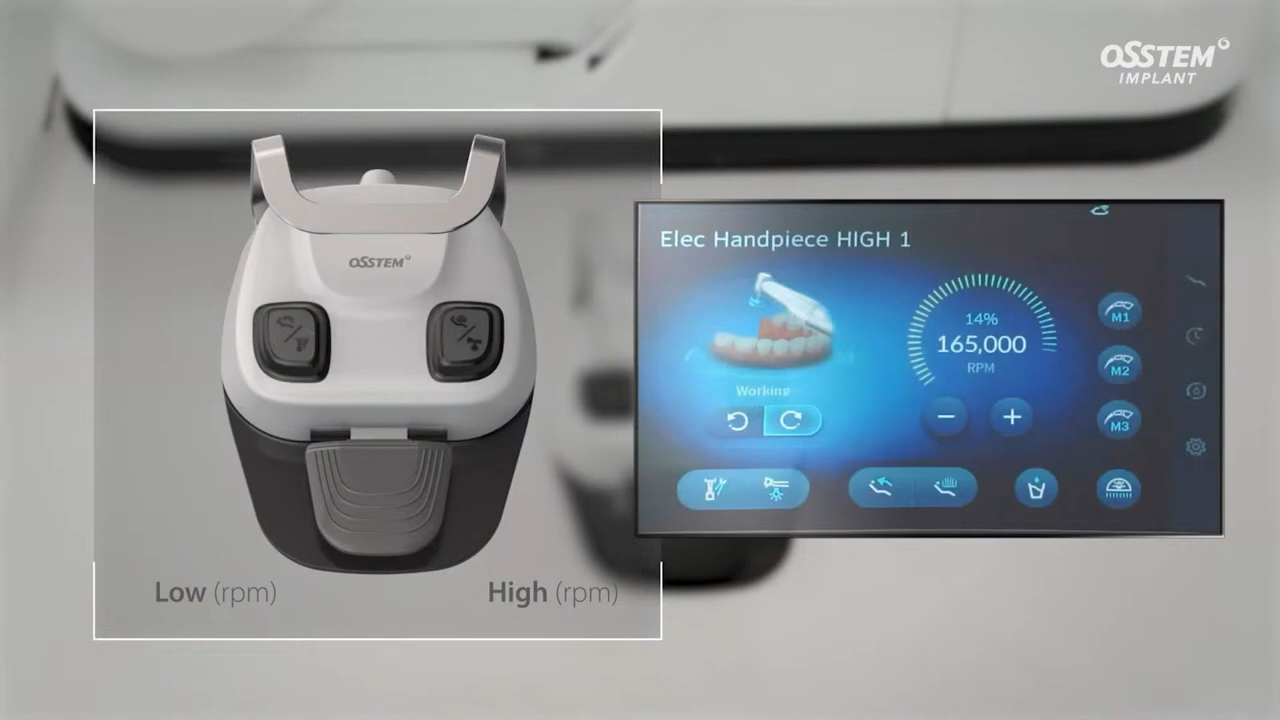 OSSTEM
IMPLANT
OSSTEM
Elec Handpiece HIGH 1
14%
165,000
RPM
M1
Working
M2
M3
Low (rpm)
High (rpm)